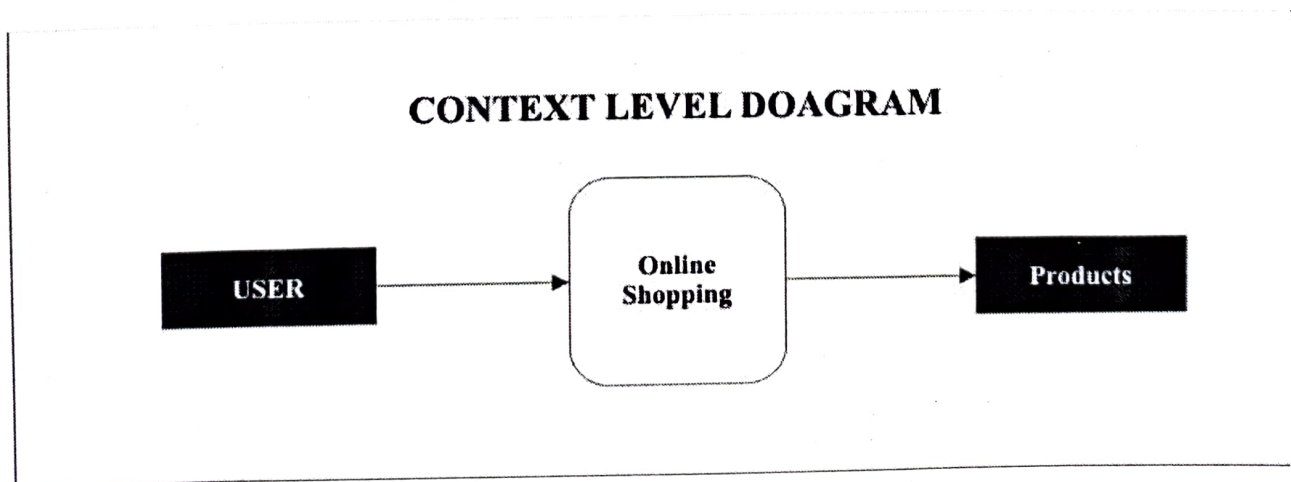 CONTEXT LEVEL DOAGRAM
USER
Online
Shopping
Products